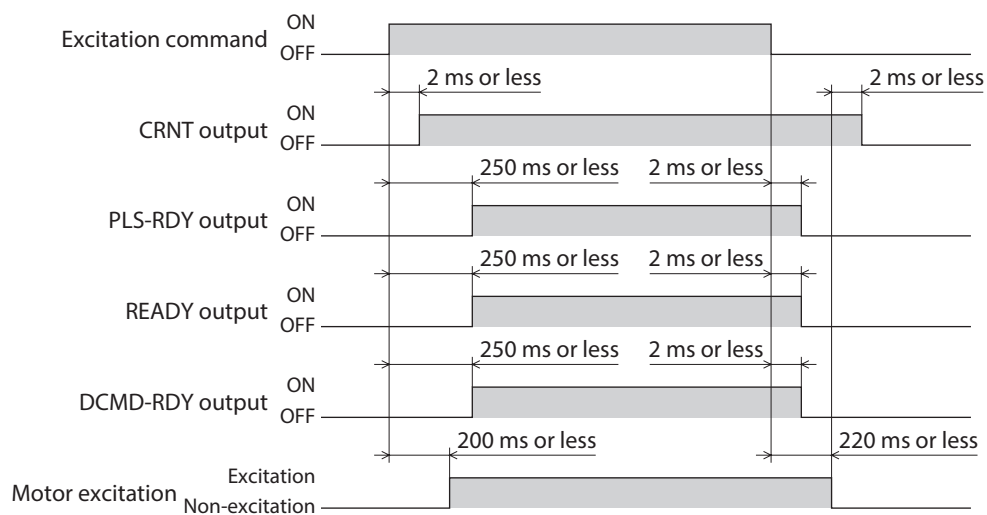 Excitation command
ON
OFF
2 ms or less
2 ms or less
CRNT output
ON
OFF
250 ms or less
2 ms or less
PLS-RDY output
ON
OFF
250 ms or less
2 ms or less
READY output
ON
OFF
250 ms or less
2 ms or less
DCMD-RDY output
ON
OFF
200 ms or less
220 ms or less
Motor excitation
Excitation
Non-excitation